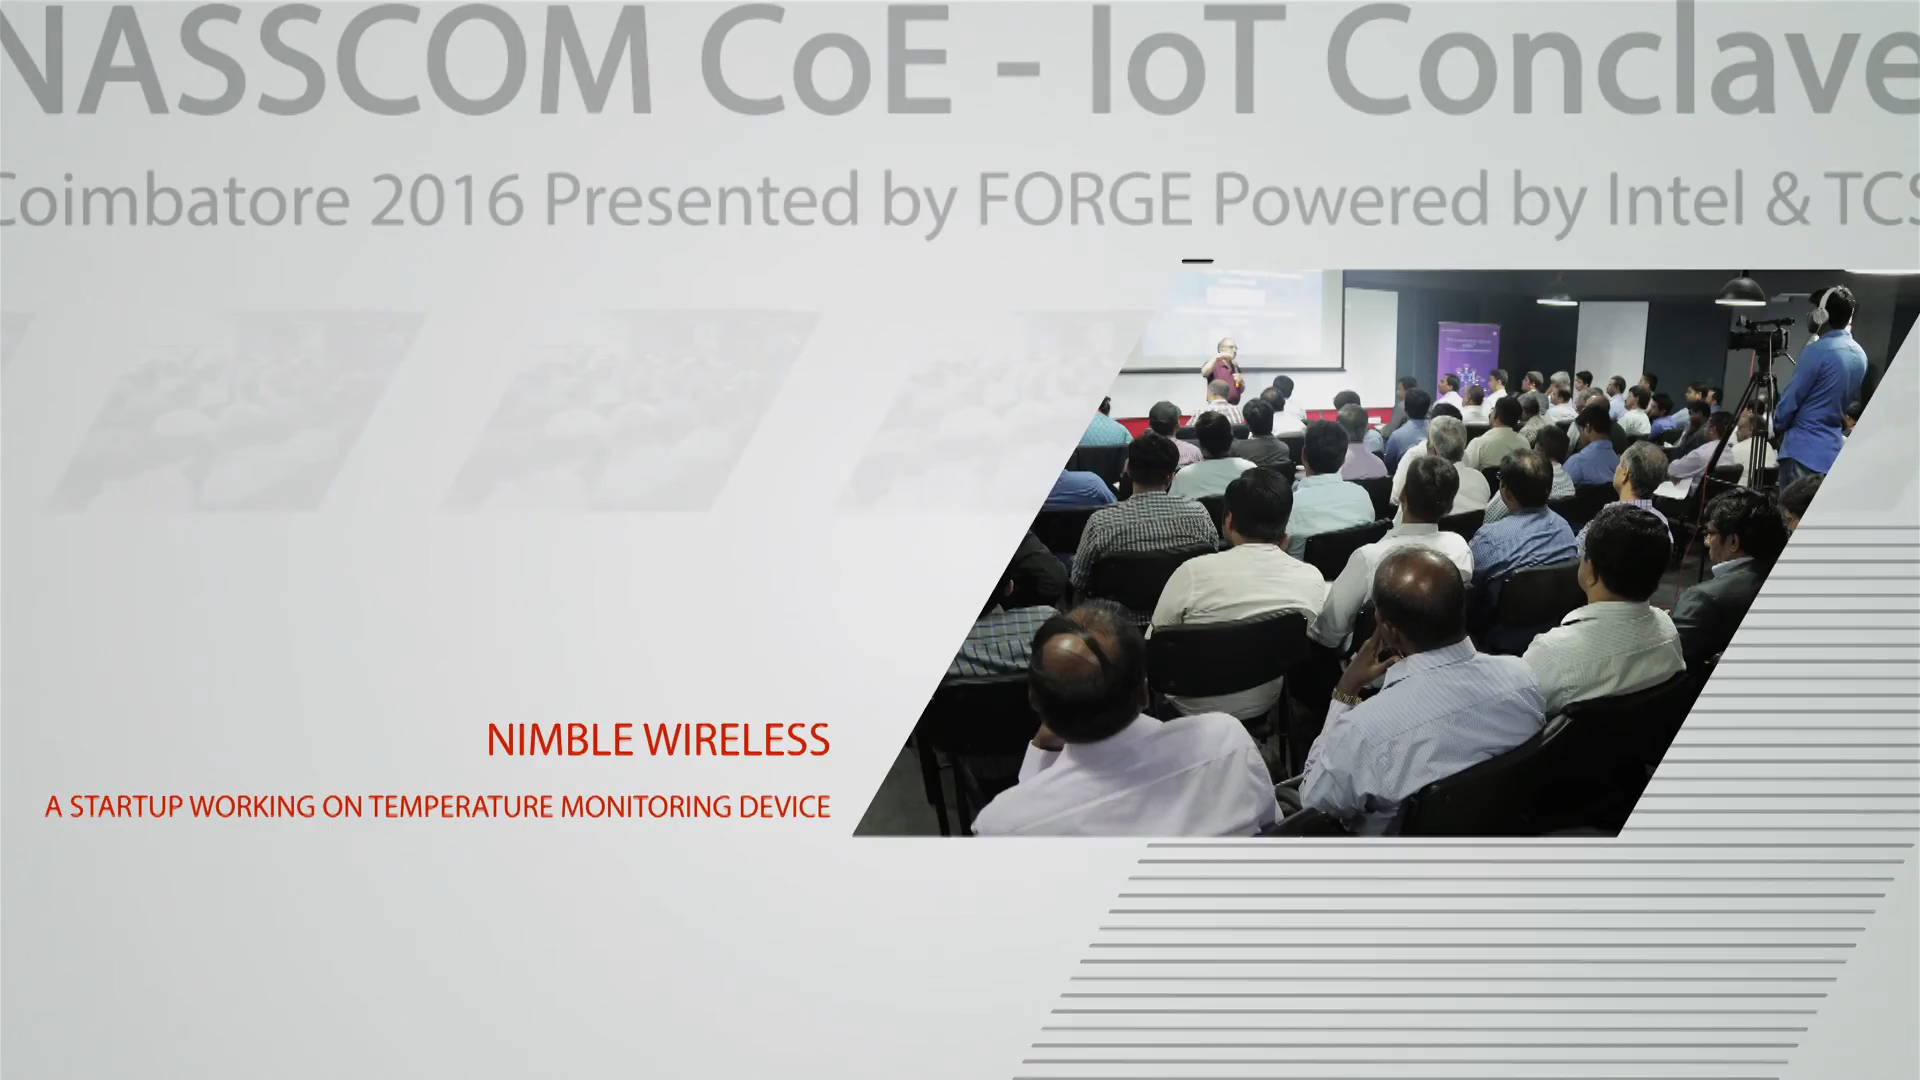 NASSCOM CoE - IoT Conclave
Coimbatore 2016 Presented by FORGE Powered by Intel & TCS
NIMBLE WIRELESS
A STARTUP WORKING ON TEMPERATURE MONITORING DEVICE